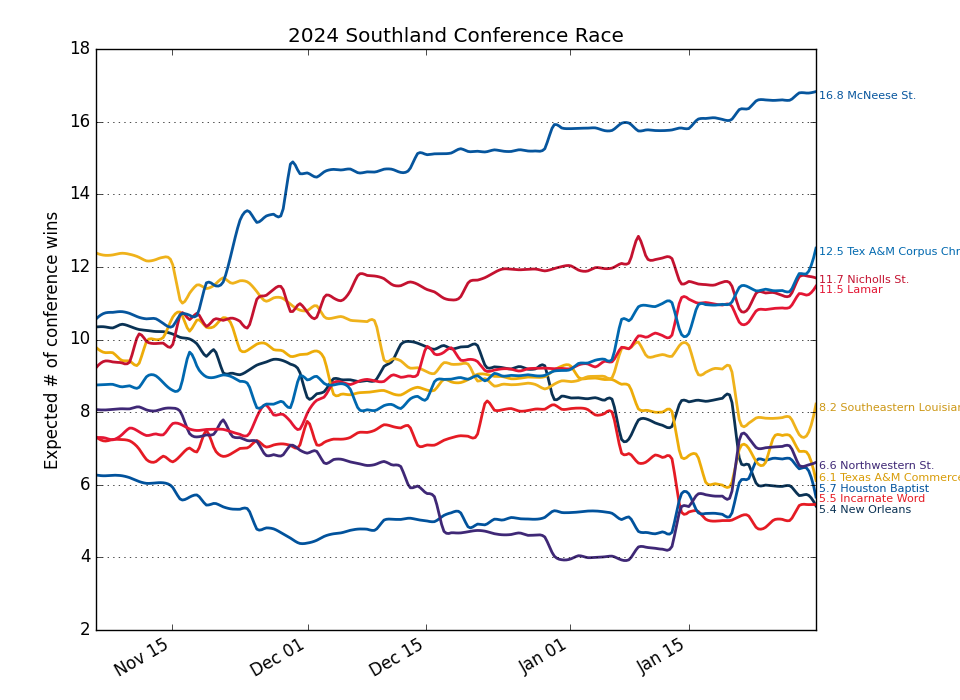 2024 Southland Conference Race
Expected # of conference wins
18
16
14
12
10
8
6
4
2
Nov 15
Dec 01
Dec 15
Jan 01
Jan 15
16.8 McNeese St.
12.5 Tex A&M Corpus Chr
11.7 Nicholls St.
11.5 Lamar
8.2 Southeastern Louisian
6.6 Northwestern St.
6.1 Texas A&M Commerce
5.7 Houston Baptist
5.5 Incarnate Word
5.4 New Orleans